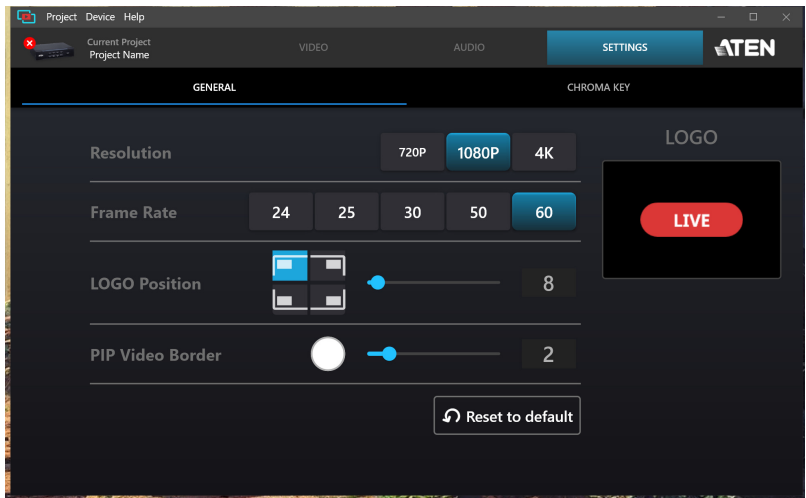 Project Device Help
Current Project
Project Name
VIDEO
AUDIO
SETTINGS
ATEN
GENERAL
CHROMA KEY
Resolution
720P
1080P
4K
LOGO
LIVE
Frame Rate
24
25
30
50
60
LOGO Position
8
PIP Video Border
2
Reset to default